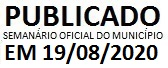 PUBLICADO
SEMANÁRIO OFICIAL DO MUNICÍPIO
EM 19/08/2020